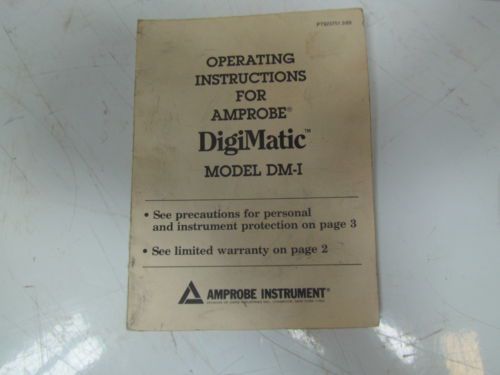 OPERATING
INSTRUCTIONS
FOR
AMPROBE®
DigiMatic™
MODEL DM-I
• See precautions for personal
and instrument protection on page 3
• See limited warranty on page 2
AMPROBE INSTRUMENT®